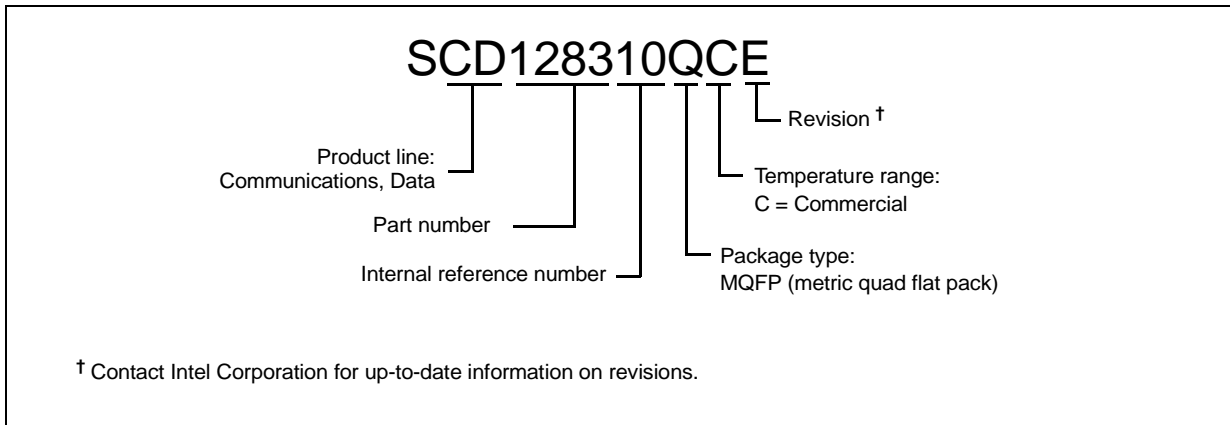 SCD128310QCE
Revision †
Product line:
Communications, Data
Temperature range:
C = Commercial
Part number
Package type:
MQFP (metric quad flat pack)
Internal reference number
† Contact Intel Corporation for up-to-date information on revisions.